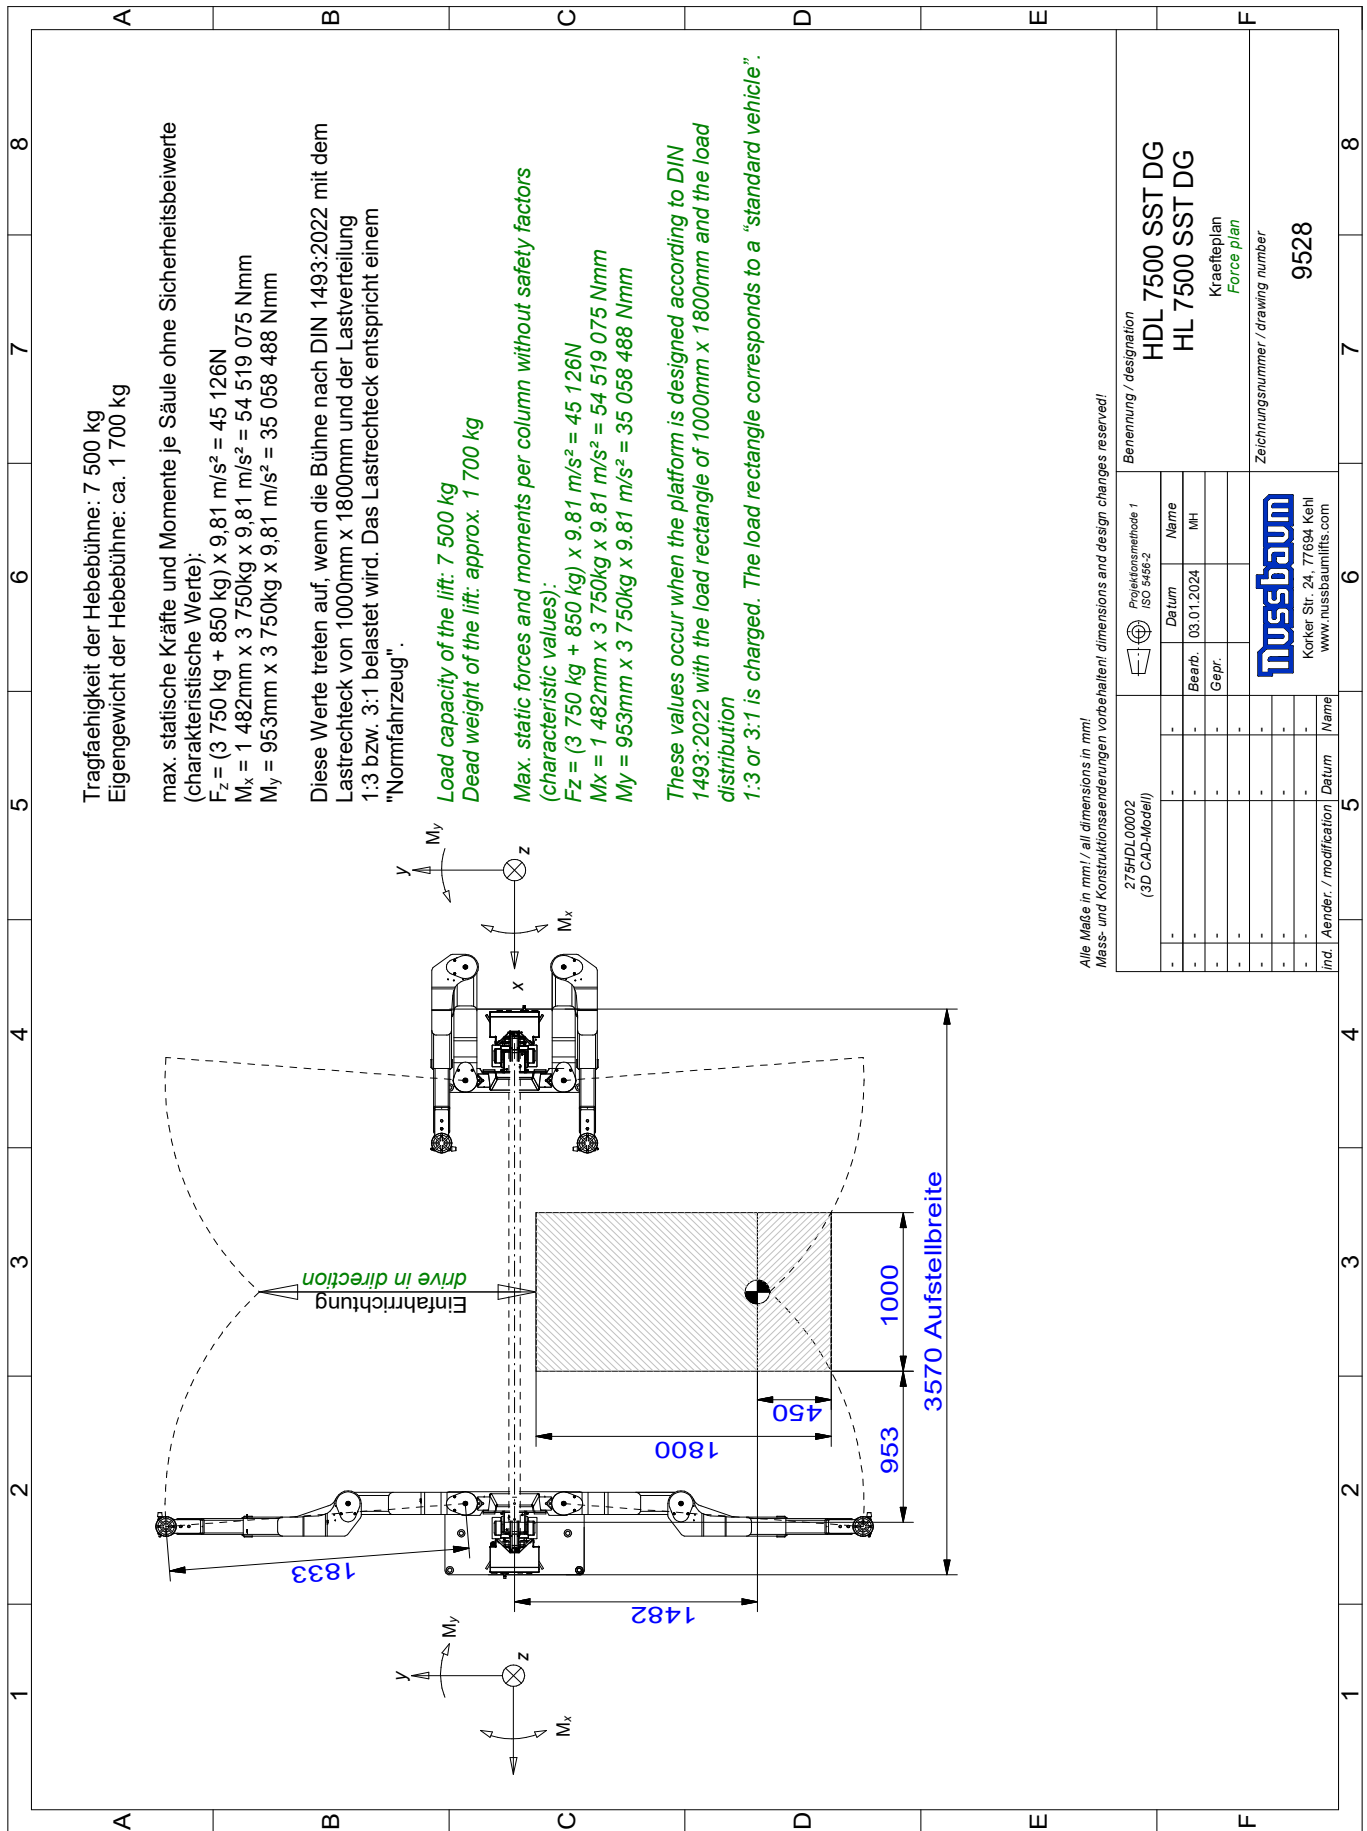 1 2 3 4 5 6 7 8
A
B
C
D
E
F
Tragfaehigkeit der Hebebühne: 7 500 kg
Eigengewicht der Hebebühne: ca. 1 700 kg
max. statische Kräfte und Momente je Säule ohne Sicherheitsbeiwerte
(charakteristische Werte):
Fz = (3 750 kg + 850 kg) x 9,81 m/s² = 45 126N
Mx = 1 482mm x 3 750kg x 9,81 m/s² = 54 519 075 Nmm
My = 953mm x 3 750kg x 9,81 m/s² = 35 058 488 Nmm
Diese Werte treten auf, wenn die Bühne nach DIN 1493:2022 mit dem
Lastrechteck von 1000mm x 1800mm und der Lastverteilung
1:3 bzw. 3:1 belastet wird. Das Lastrechteck entspricht einem
"Normfahrzeug".
Load capacity of the lift: 7 500 kg
Dead weight of the lift: approx. 1 700 kg
Max. static forces and moments per column without safety factors
(characteristic values):
Fz = (3 750 kg + 850 kg) x 9.81 m/s² = 45 126N
Mx = 1 482mm x 3 750kg x 9.81 m/s² = 54 519 075 Nmm
My = 953mm x 3 750kg x 9.81 m/s² = 35 058 488 Nmm
These values occur when the platform is designed according to DIN
1493:2022 with the load rectangle of 1000mm x 1800mm and the load
distribution
1:3 or 3:1 is charged. The load rectangle corresponds to a “standard vehicle”.
y
My
z
Mx
y
My
z
Mx
x
1833
Einfahrrichtung
drive in direction
1482
1800
450
953
1000
3570 Aufstellbreite
Alle Maße in mm! / all dimensions in mm!
Mass- und Konstruktionsaenderungen vorbehalten! dimensions and design changes reserved!
275HDL00002
(3D CAD-Modell)
Projektionsmethode 1
ISO 5456-2
Datum Name
Bearb. 03.01.2024 MH
Gepr.
- - -
- - -
- - -
- - -
- - -
- - -
- - -
ind. Aender. / modification Datum Name
nussbaum
Korker Str. 24, 77694 Kehl
www.nussbaumlifts.com
Benennung / designation
HDL 7500 SST DG
HL 7500 SST DG
Kraefteplan
Force plan
Zeichnungsnummer / drawing number
9528
A
B
C
D
E
F
1 2 3 4 5 6 7 8